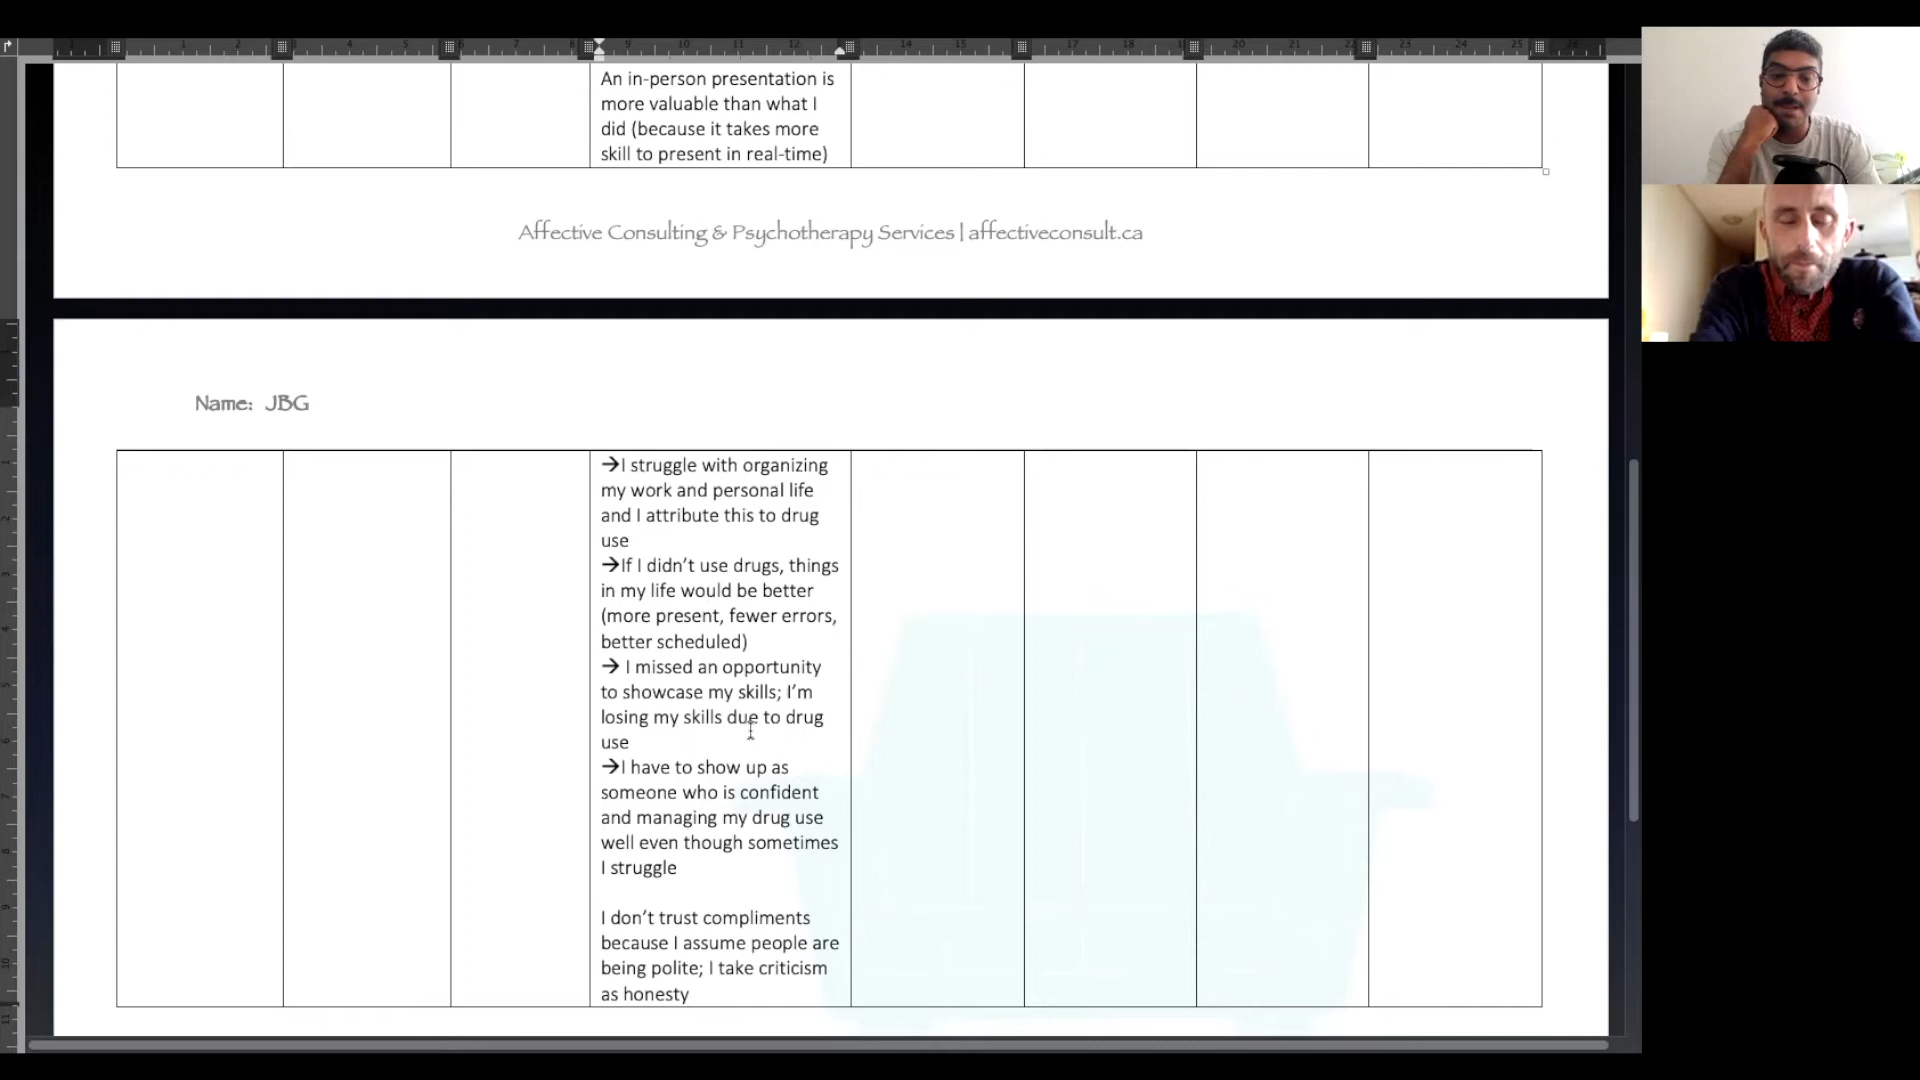 An in-person presentation is
more valuable than what I
did (because it takes more
skill to present in real-time)
Affective Consulting & Psychotherapy Services | affectiveconsult.ca
Name: JBG
→I struggle with organizing
my work and personal life
and I attribute this to drug
use
→If I didn’t use drugs, things
in my life would be better
(more present, fewer errors,
better scheduled)
→ I missed an opportunity
to showcase my skills; I’m
losing my skills due to drug
use
→I have to show up as
someone who is confident
and managing my drug use
well even though sometimes
I struggle
I don’t trust compliments
because I assume people are
being polite; I take criticism
as honesty